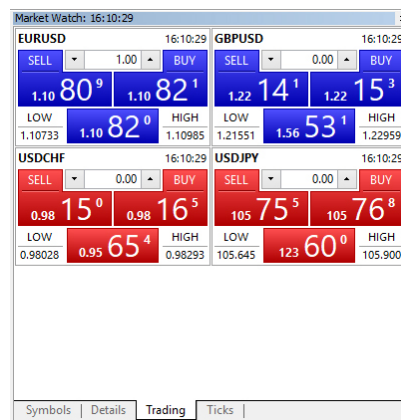 Market Watch: 16:10:29
EURUSD 16:10:29 GBPUSD 16:10:29
SELL 1.00 BUY SELL 0.00 BUY
1.10 80 9 1.10 82 1 1.22 14 1 1.22 15 3
LOW HIGH LOW HIGH
1.10733 1.10 82 0 1.10985 1.21551 1.56 53 1 1.22959
USDCHF 16:10:29 USDJPY 16:10:29
SELL 0.00 BUY SELL 0.00 BUY
0.98 15 0 0.98 16 5 105 75 5 105 76 8
LOW HIGH LOW HIGH
0.98028 0.95 65 4 0.98293 105.645 123 60 0 105.900
Symbols | Details Trading Ticks |